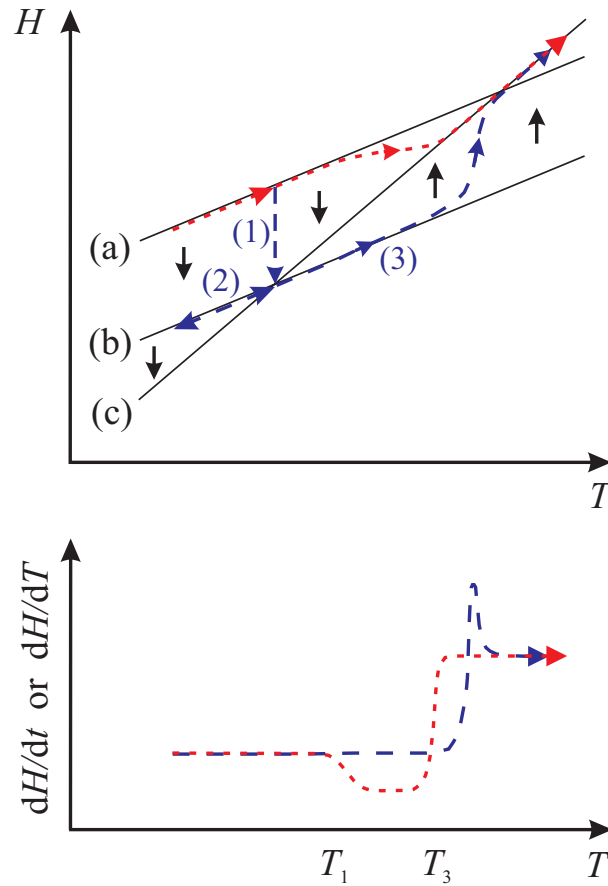 H
(a)
(1)
(2)
(3)
(b)
(c)
T
dH/dt or dH/dT
T1
T3
T